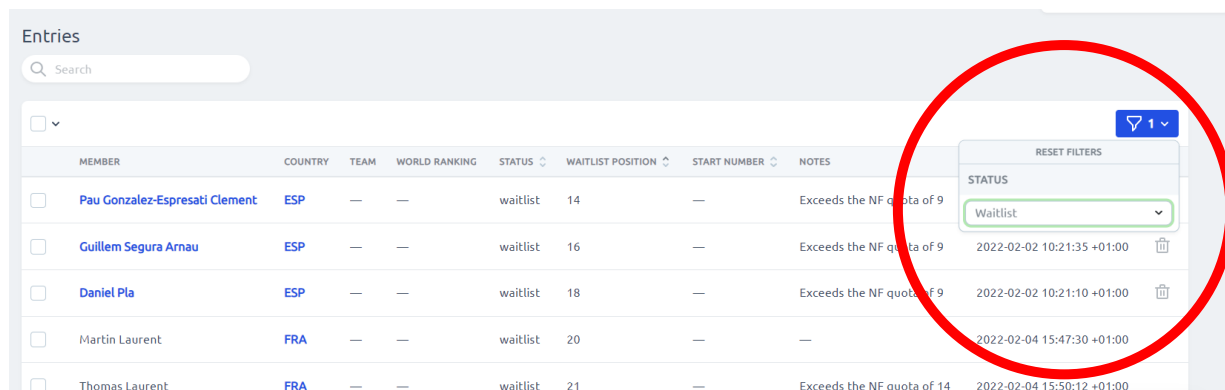 Entries
Search
1
RESET FILTERS
STATUS
Waitlist
MEMBER COUNTRY TEAM WORLD RANKING STATUS WAITLIST POSITION START NUMBER NOTES
Pau Gonzalez-Espresati Clement ESP — — waitlist 14 — Exceeds the NF quota of 9
Guillem Segura Arnau ESP — — waitlist 16 — Exceeds the NF quota of 9 2022-02-02 10:21:35 +01:00
Daniel Pla ESP — — waitlist 18 — Exceeds the NF quota of 9 2022-02-02 10:21:10 +01:00
Martin Laurent FRA — — waitlist 20 — — 2022-02-04 15:47:30 +01:00
Thomas Laurent FRA — — waitlist 21 — Exceeds the NF quota of 14 2022-02-04 15:50:12 +01:00